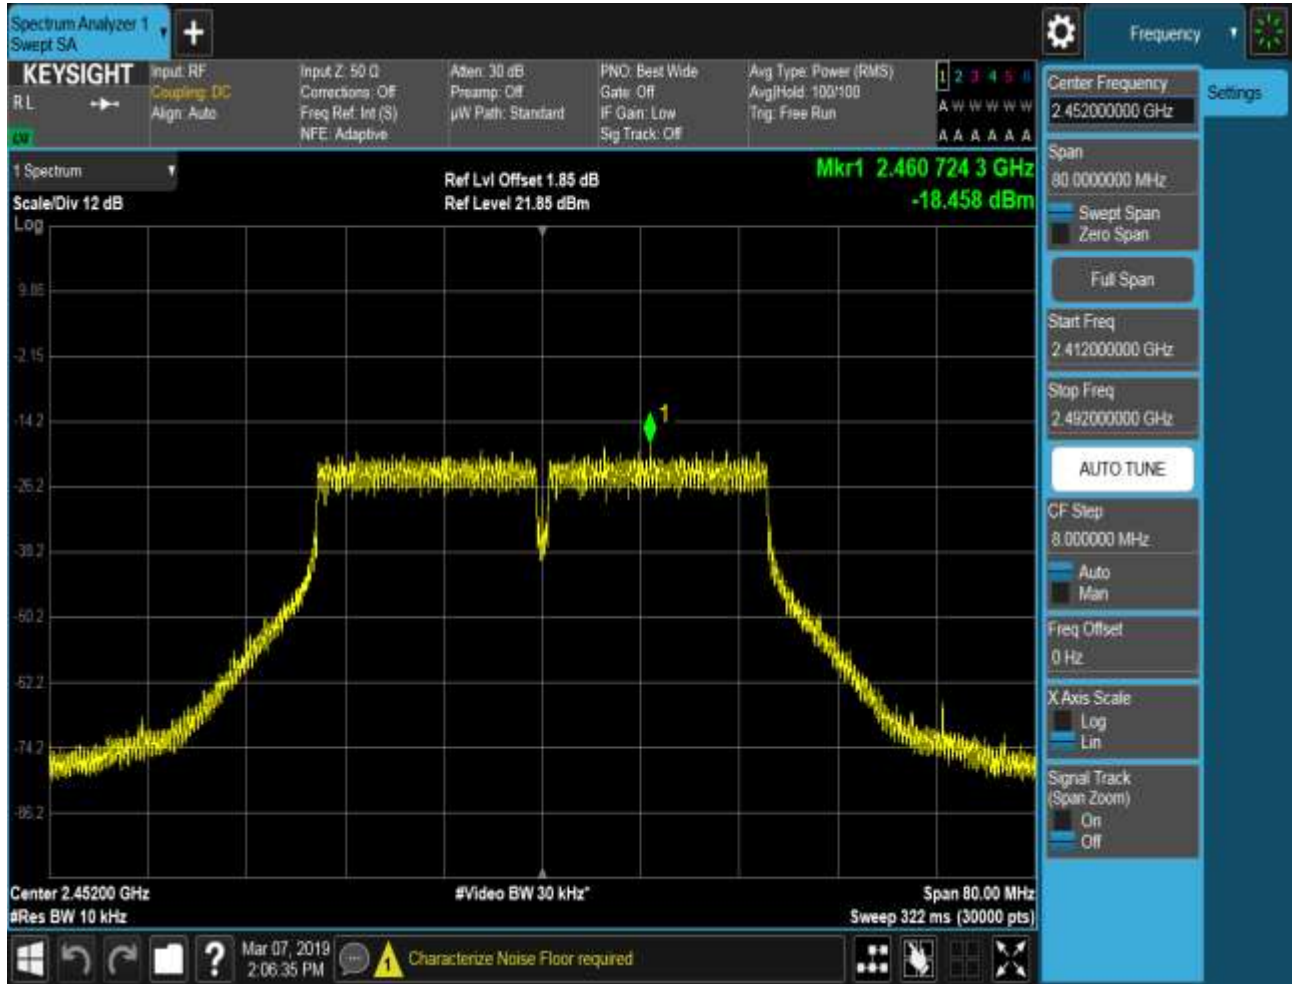 Spectrum Analyzer 1
Swept SA
Frequency
KEYSIGHT
RL
Input: RF
Coupling: DC
Align: Auto
Input Z: 50 Ω
Corrections: Off
Freq Ref: Int (S)
NFE: Adaptive
Atten: 30 dB
Preamp: Off
µW Path: Standard
PNO: Best Wide
Gate: Off
IF Gain: Low
Sig Track: Off
Avg Type: Power (RMS)
Avg|Hold: 100/100
Trig: Free Run
1 2 3 4 5 6
A W W W W W
A A A A A A
1 Spectrum
Scale/Div 12 dB
Log
Ref Lvl Offset 1.85 dB
Ref Level 21.85 dBm
Mkr1 2.460 724 3 GHz
-18.458 dBm
9.85
-2.15
-14.2
1
-26.2
-38.2
-50.2
-62.2
-74.2
-86.2
Center 2.45200 GHz
#Res BW 10 kHz
#Video BW 30 kHz*
Span 80.00 MHz
Sweep 322 ms (30000 pts)
Center Frequency
2.452000000 GHz
Settings
Span
80.0000000 MHz
Swept Span
Zero Span
Full Span
Start Freq
2.412000000 GHz
Stop Freq
2.492000000 GHz
AUTO TUNE
CF Step
8.000000 MHz
Auto
Man
Freq Offset
0 Hz
X Axis Scale
Log
Lin
Signal Track
(Span Zoom)
On
Off
?
Mar 07, 2019
2:06:35 PM
1
Characterize Noise Floor required